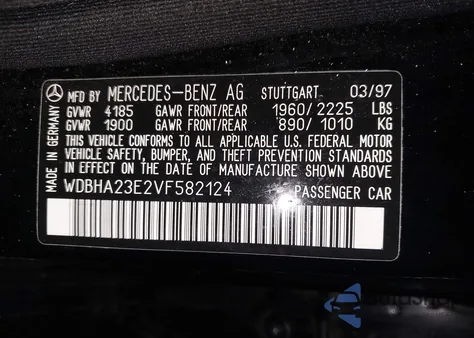 MADE IN GERMANY
MFD BY MERCEDES-BENZ AG STUTTGART 03/97
GVWR 4185 GAWR FRONT/REAR 1960/2225 LBS
GVWR 1900 GAWR FRONT/REAR 890/1010 KG
THIS VEHICLE CONFORMS TO ALL APPLICABLE U.S. FEDERAL MOTOR
VEHICLE SAFETY, BUMPER, AND THEFT PREVENTION STANDARDS
IN EFFECT ON THE DATE OF MANUFACTURE SHOWN ABOVE
WDBHA23E2VF582124 PASSENGER CAR